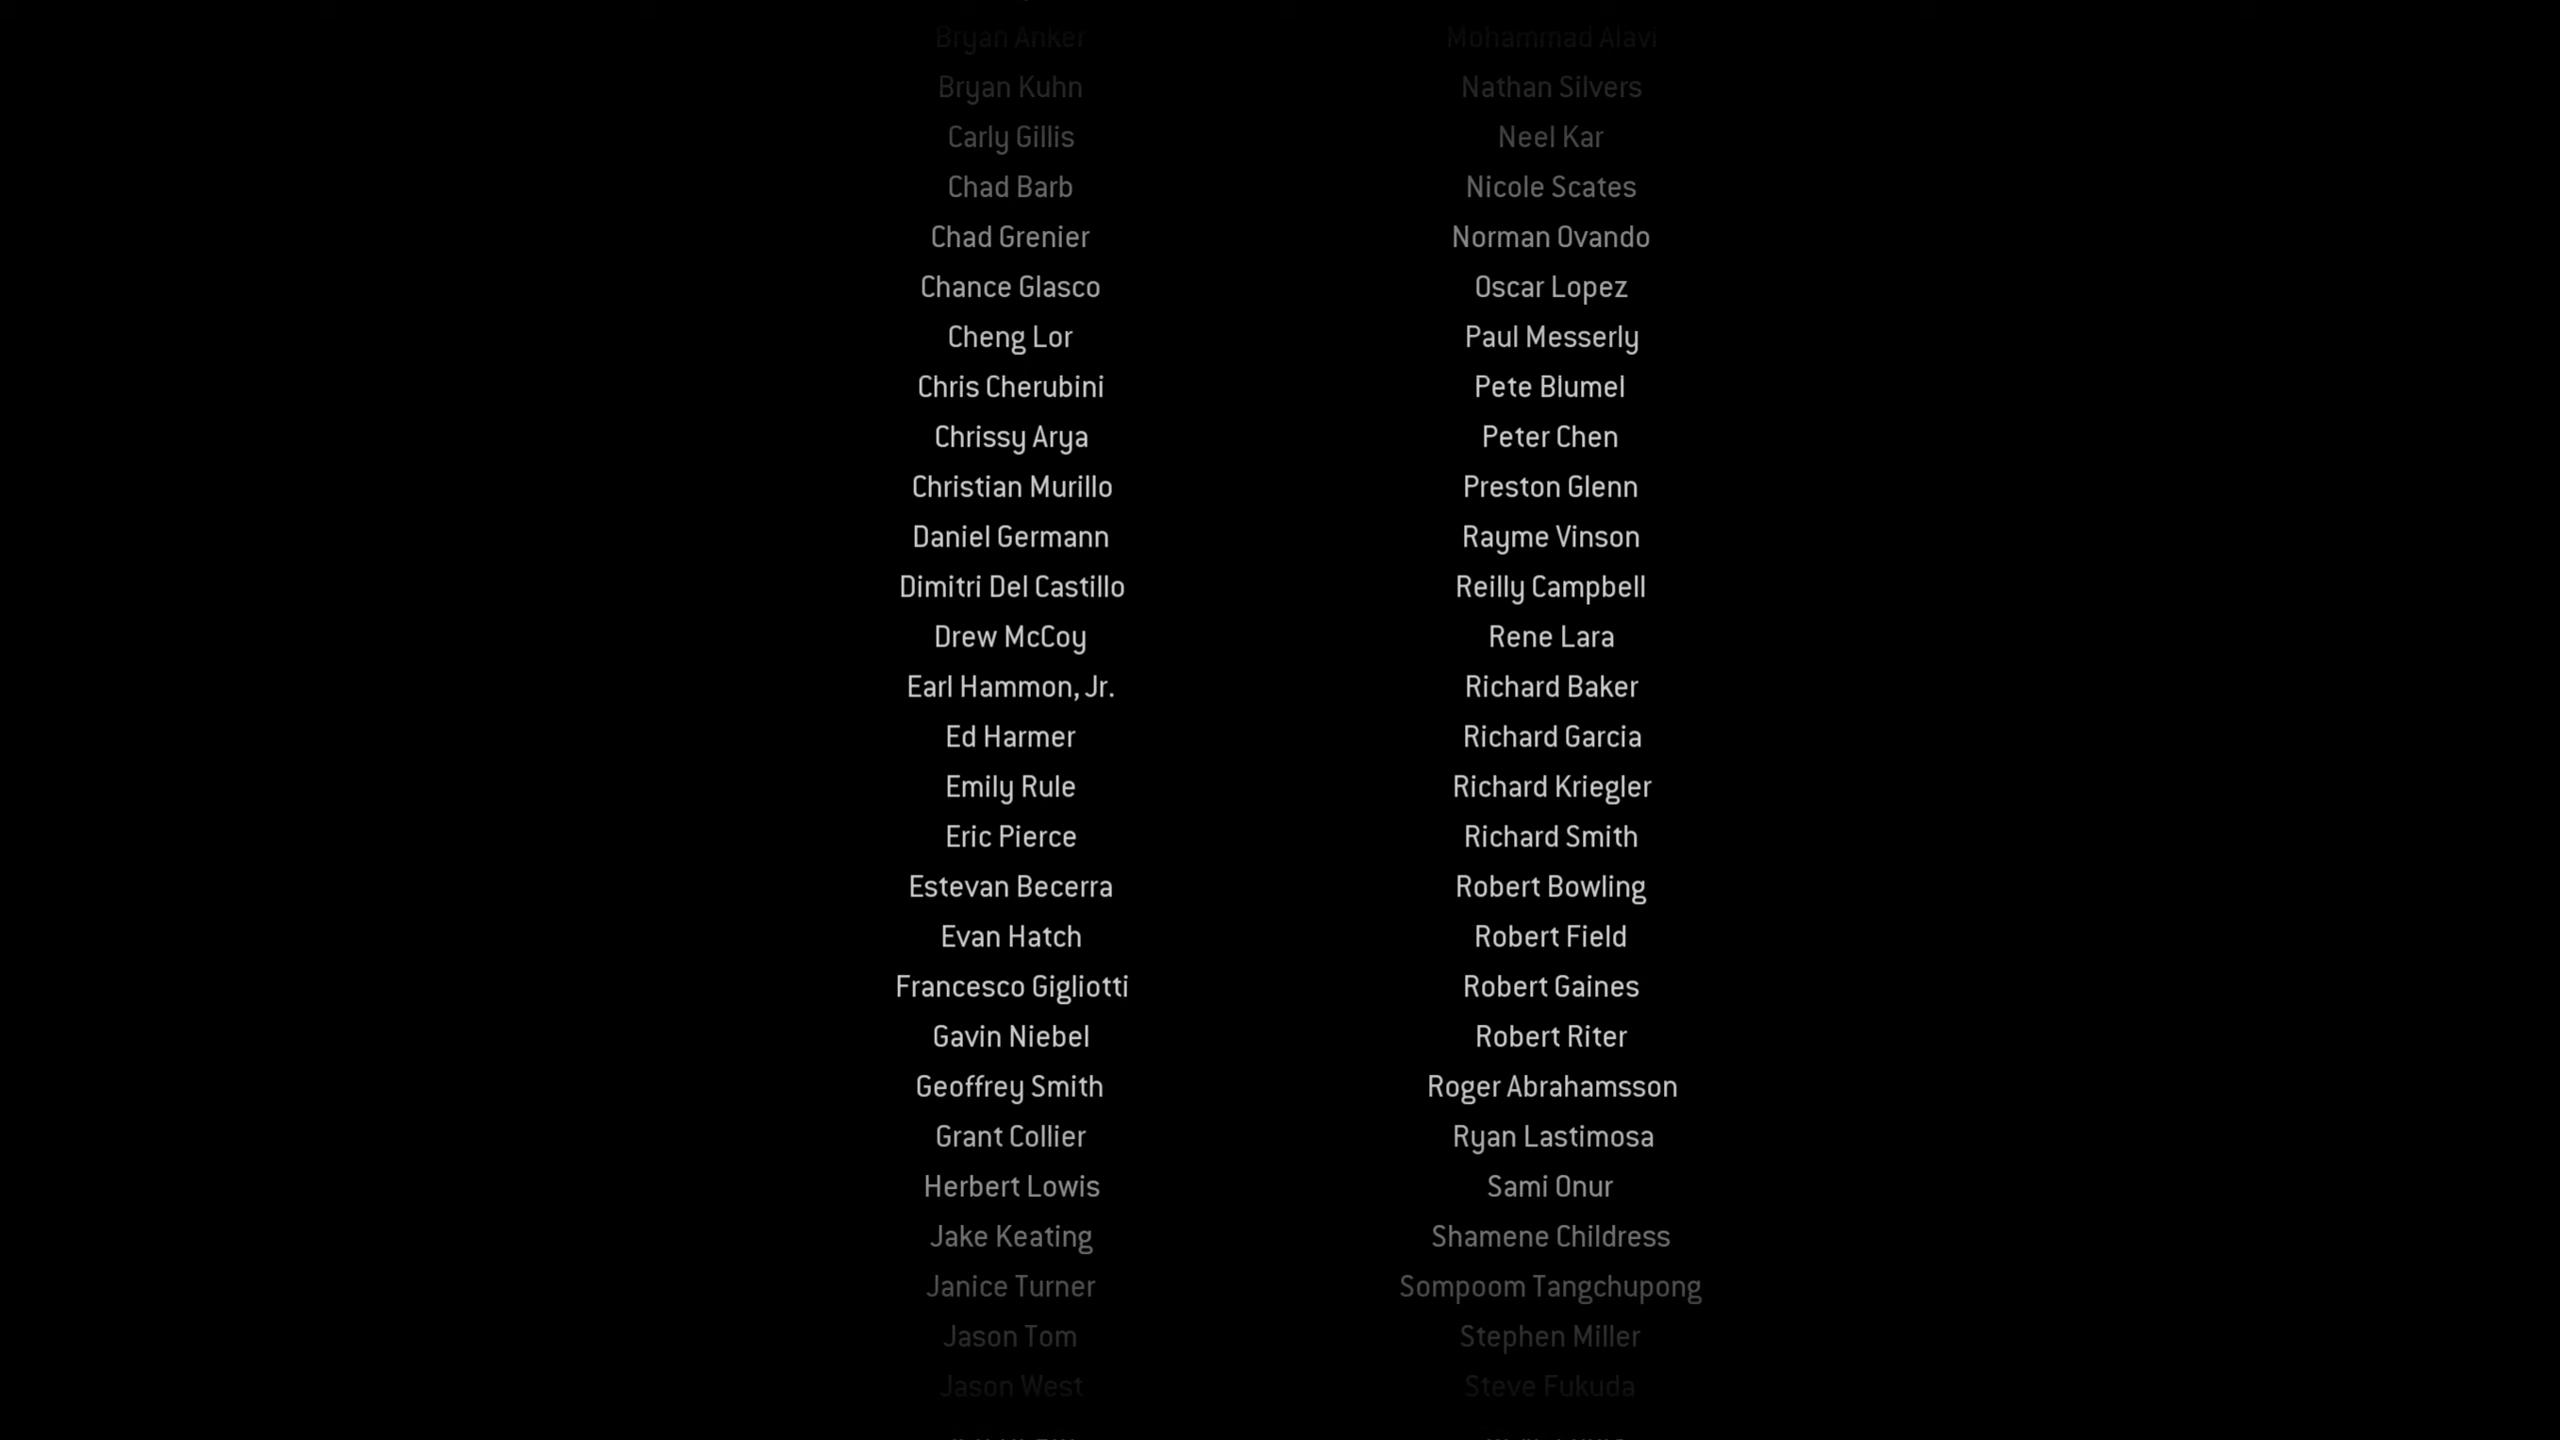 Bryan Anker
Bryan Kuhn
Carly Gillis
Chad Barb
Chad Grenier
Chance Glasco
Cheng Lor
Chris Cherubini
Chrissy Arya
Christian Murillo
Daniel Germann
Dimitri Del Castillo
Drew McCoy
Earl Hammon, Jr.
Ed Harmer
Emily Rule
Eric Pierce
Estevan Becerra
Evan Hatch
Francesco Gigliotti
Gavin Niebel
Geoffrey Smith
Grant Collier
Herbert Lowis
Jake Keating
Janice Turner
Jason Tom
Jason West
Mohammad Alavi
Nathan Silvers
Neel Kar
Nicole Scates
Norman Ovando
Oscar Lopez
Paul Messerly
Pete Blumel
Peter Chen
Preston Glenn
Rayme Vinson
Reilly Campbell
Rene Lara
Richard Baker
Richard Garcia
Richard Kriegler
Richard Smith
Robert Bowling
Robert Field
Robert Gaines
Robert Riter
Roger Abrahamsson
Ryan Lastimosa
Sami Onur
Shamene Childress
Sompoom Tangchupong
Stephen Miller
Steve Fukuda